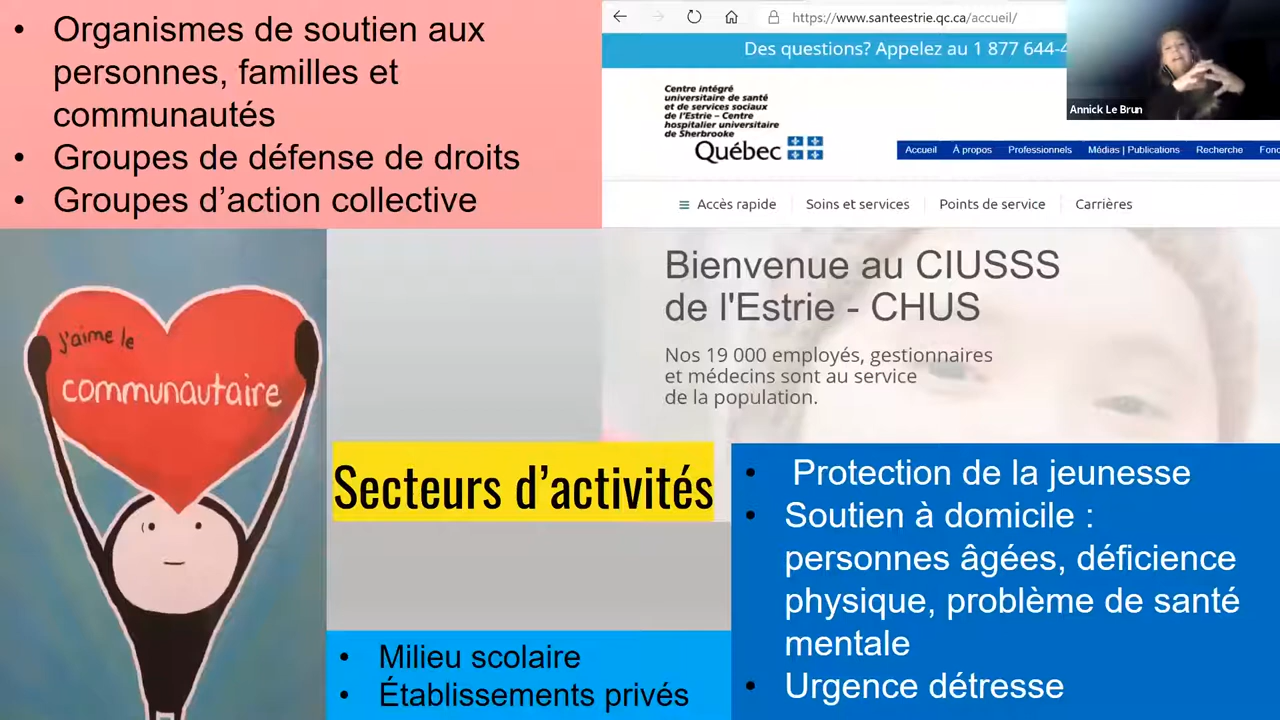 • Organismes de soutien aux
personnes, familles et
communautés
• Groupes de défense de droits
• Groupes d’action collective
https://www.santeestrie.qc.ca/accueil/
Des questions? Appelez au 1 877 644-4
Centre intégré
universitaire de santé
et de services sociaux
de l'Estrie – Centre
hospitalier universitaire
de Sherbrooke
Québec
Accueil À propos Professionnels Médias | Publications Recherche Fond
Annick Le Brun
Accès rapide Soins et services Points de service Carrières
Bienvenue au CIUSSS
de l'Estrie - CHUS
Nos 19 000 employés, gestionnaires
et médecins sont au service
de la population.
j'aime le
communautaire
Secteurs d’activités
• Protection de la jeunesse
• Soutien à domicile :
personnes âgées, déficience
physique, problème de santé
mentale
• Urgence détresse
• Milieu scolaire
• Établissements privés